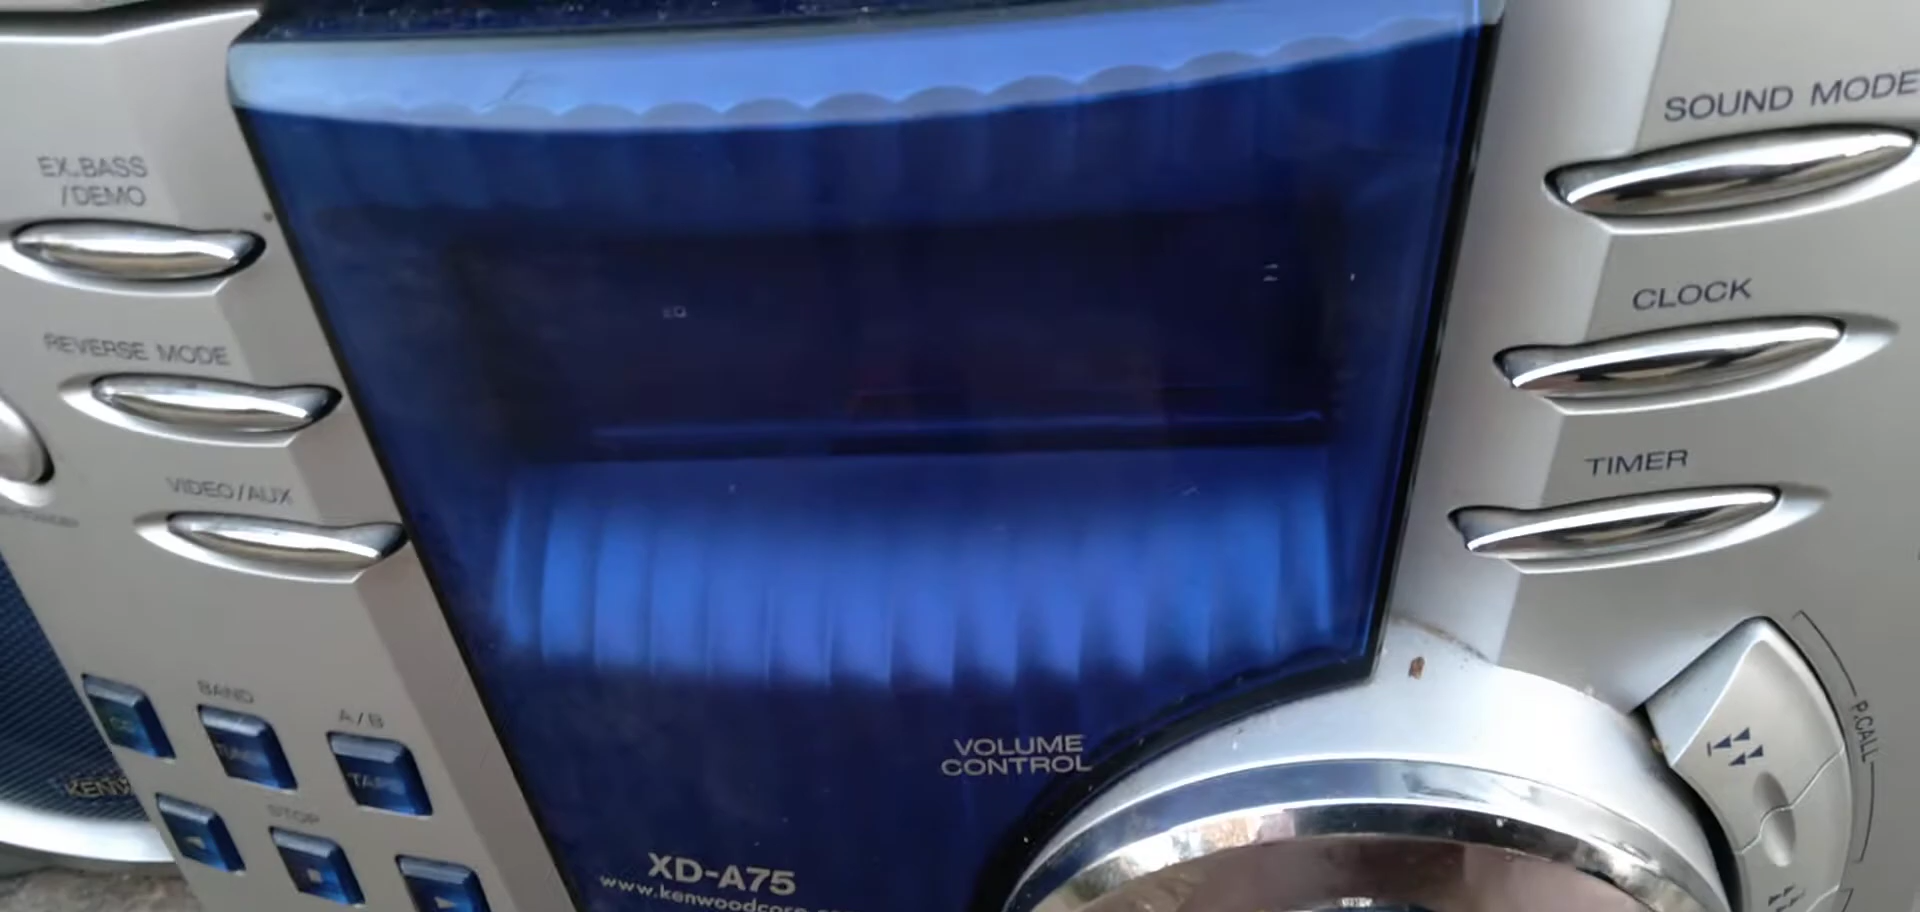 SOUND MODE
EX.BASS
/DEMO
CLOCK
EQ
REVERSE MODE
TIMER
VIDEO/AUX
BAND
A/B
P.CALL
VOLUME
CONTROL
TAPE
STOP
XD-A75